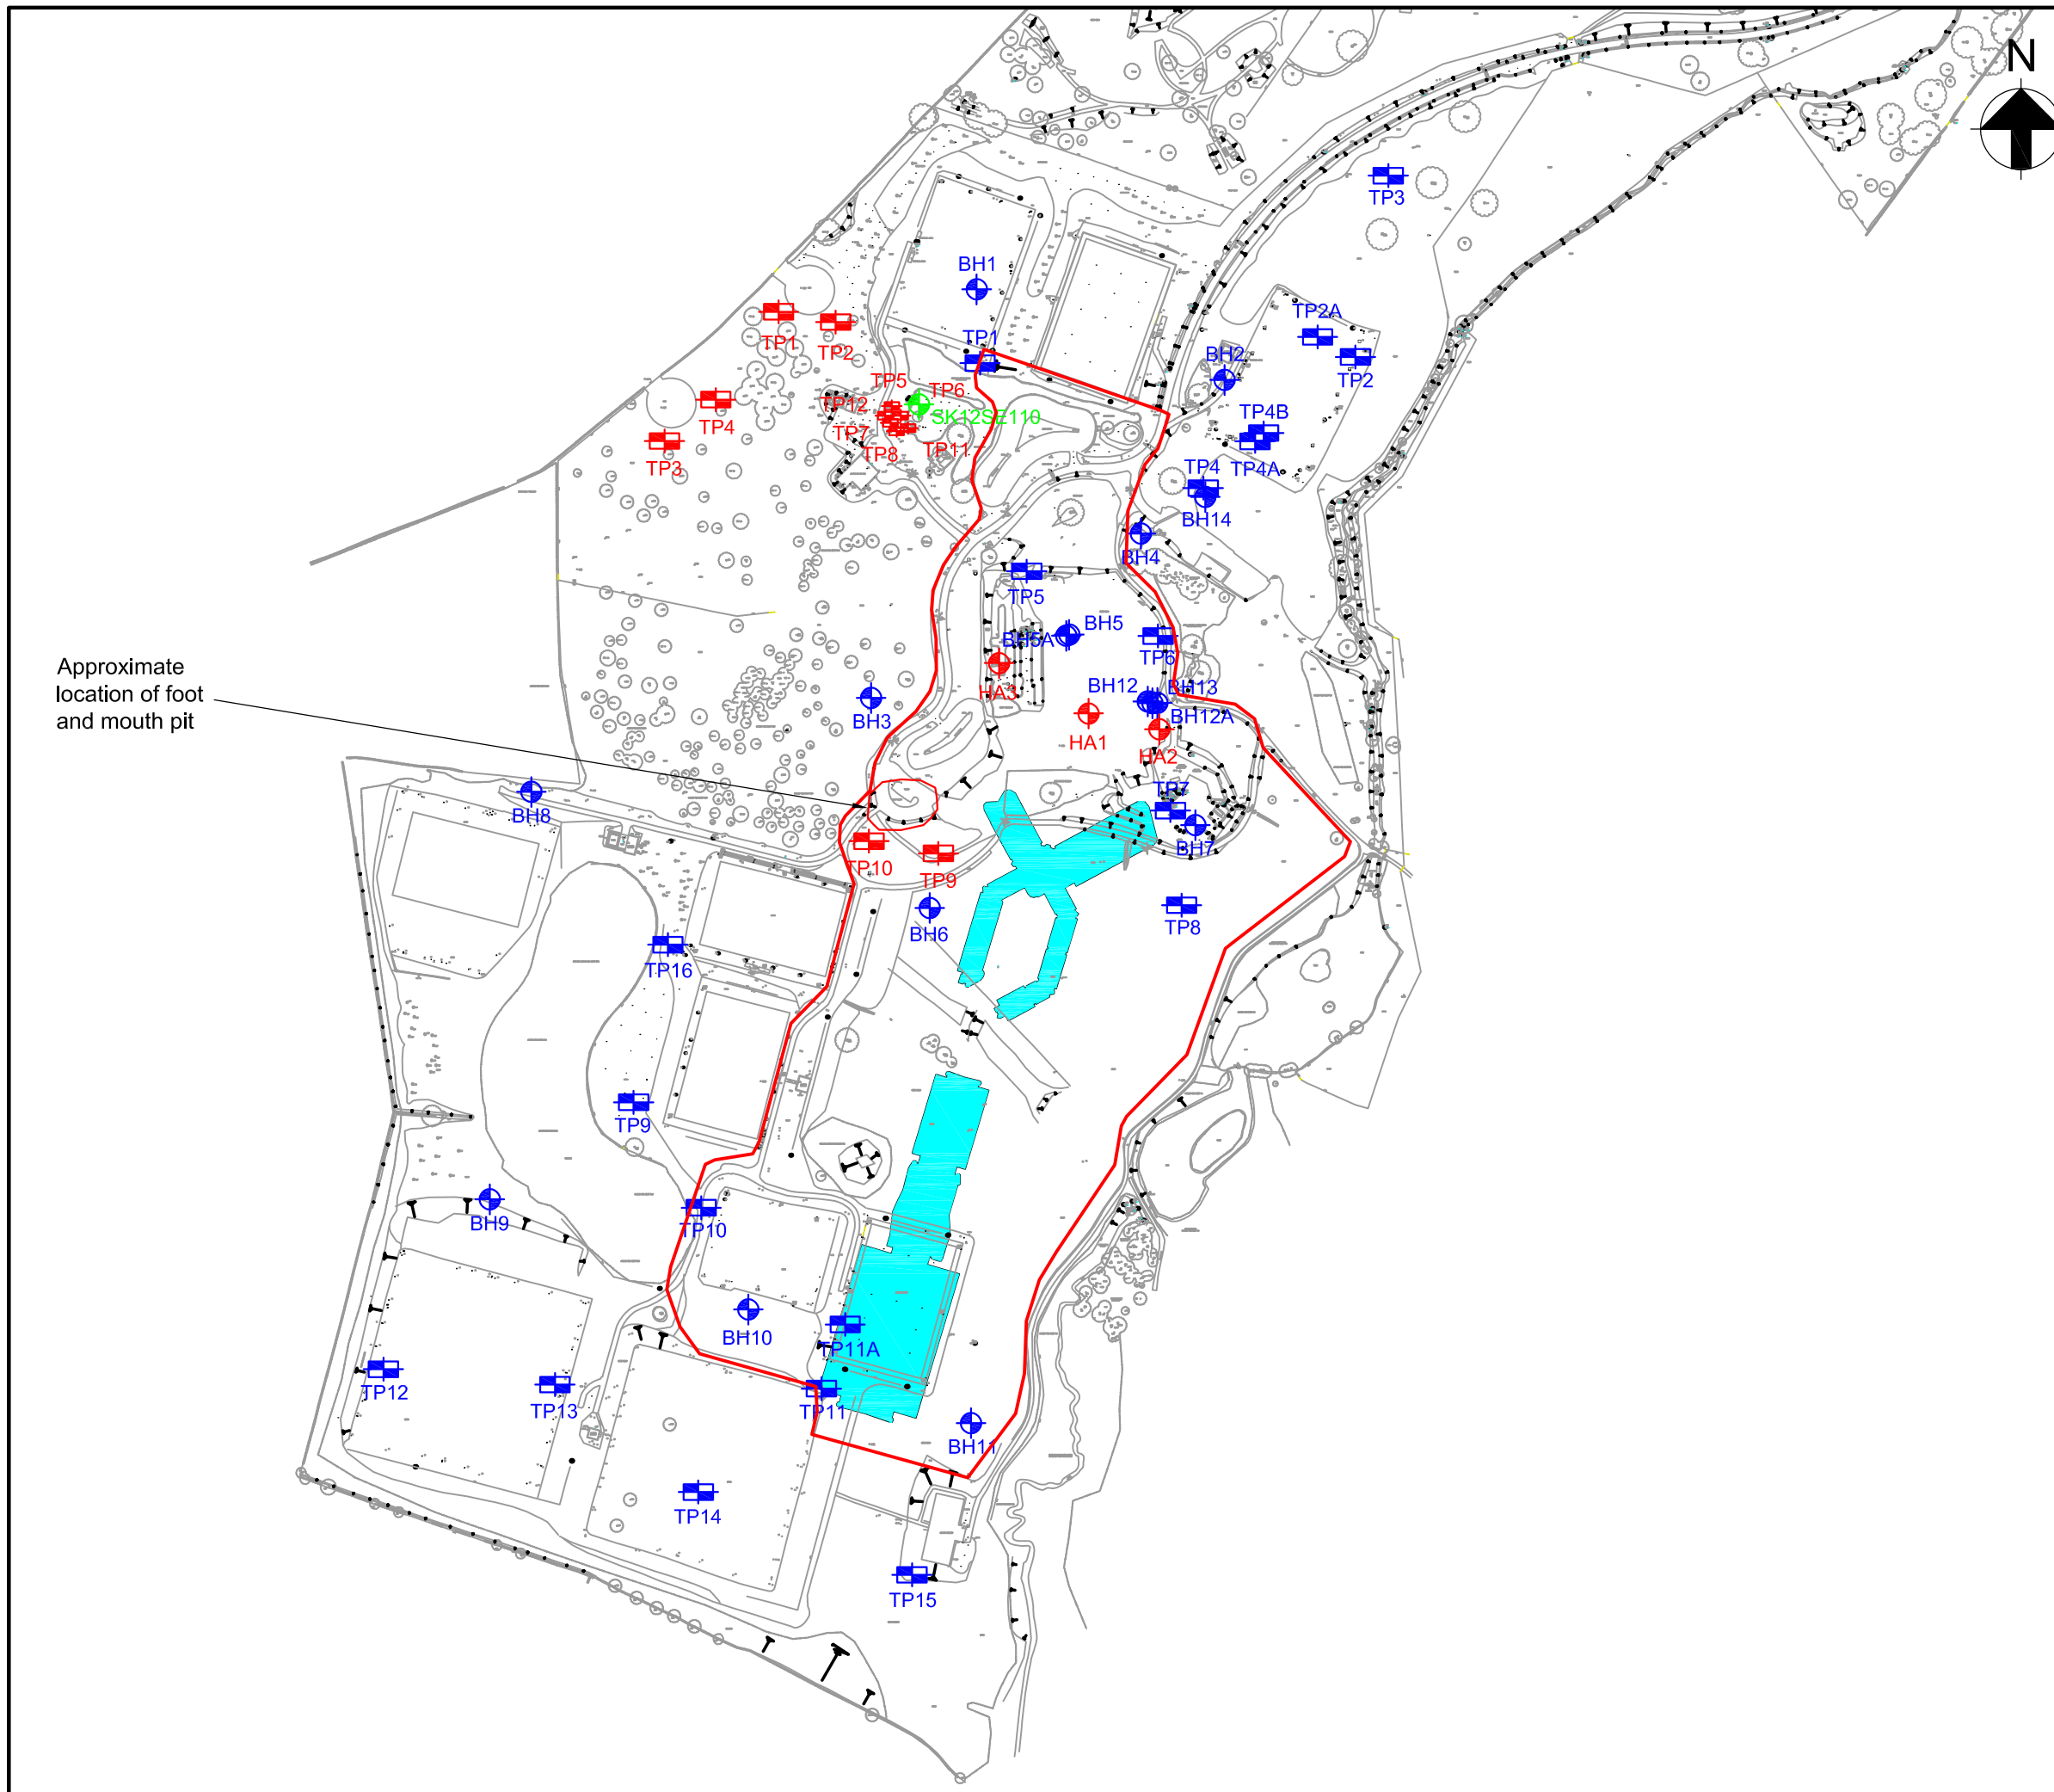 N
TP3
BH1
TP2A
TP1
TP1
TP2
BH2
TP2
TP5
TP6
TP12
SK12SE110
TP4
TP4B
TP7
TP8
TP11
TP3
TP4A
TP4
BH14
BH4
TP5
BH5
BH5A
TP6
Approximate
location of foot
and mouth pit
HA3
BH12
BH13
BH3
BH12A
HA1
HA2
TP7
BH8
BH7
TP10
TP9
TP8
BH6
TP16
TP9
BH9
TP10
BH10
TP11A
TP12
TP13
TP11
BH11
TP14
TP15